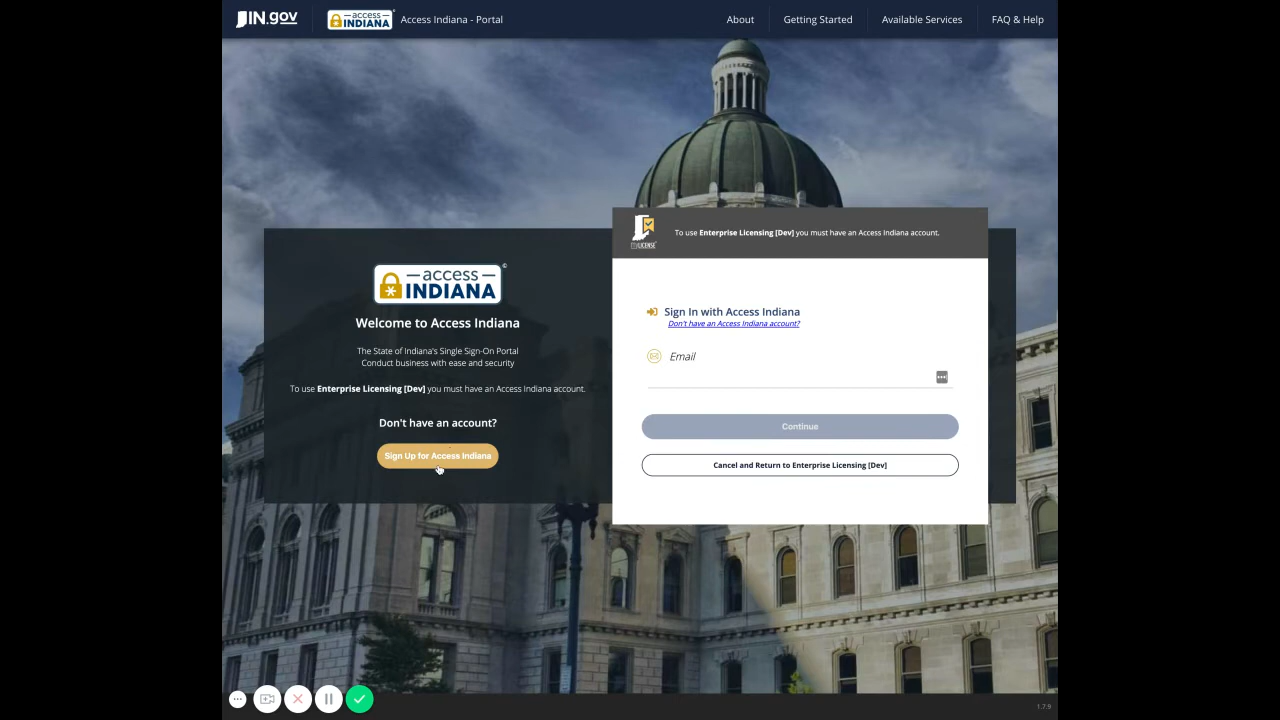 IN.gov
access INDIANA
Access Indiana - Portal
About
Getting Started
Available Services
FAQ & Help
access
INDIANA
Welcome to Access Indiana
The State of Indiana's Single Sign-On Portal
Conduct business with ease and security
To use Enterprise Licensing [Dev] you must have an Access Indiana account.
Don't have an account?
Sign Up for Access Indiana
To use Enterprise Licensing [Dev] you must have an Access Indiana account.
Sign In with Access Indiana
Don't have an Access Indiana account?
Email
Continue
Cancel and Return to Enterprise Licensing [Dev]
1.7.9